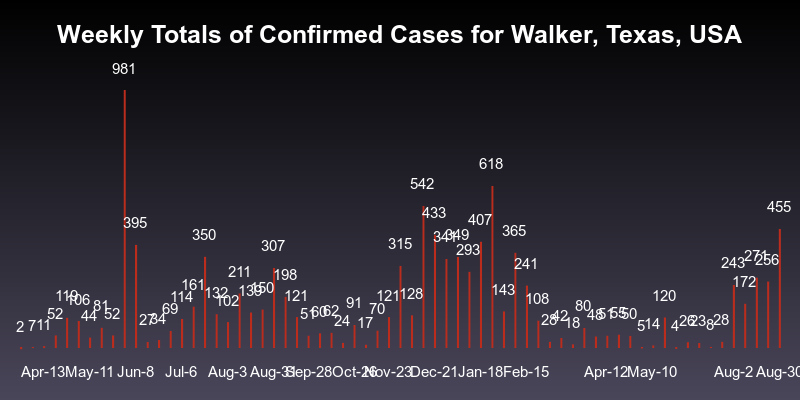 Weekly Totals of Confirmed Cases for Walker, Texas, USA
2 7 11 52 119 106 44 81 52 981 395 27 34 69 114 161 350 132 102 211 139 150 307 198 121 51 60 62 24 91 17 70 121 315 128 542 433 341 349 293 407 618 143 365 241 108 28 42 18 80 48 51 55 50 5 14 120 4 26 23 8 28 243 172 271 256 455
Apr-13 May-11 Jun-8 Jul-6 Aug-3 Aug-31 Sep-28 Oct-26 Nov-23 Dec-21 Jan-18 Feb-15 Apr-12 May-10 Aug-2 Aug-30